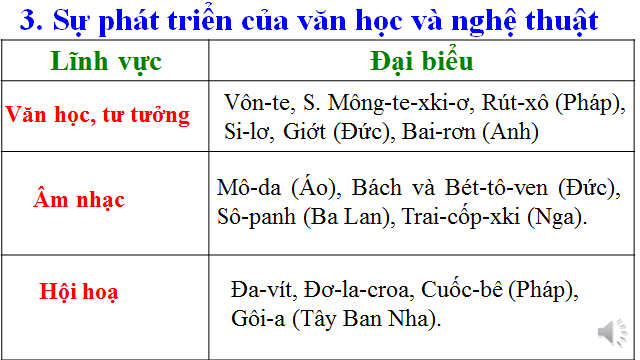 3. Sự phát triển của văn học và nghệ thuật
Lĩnh vực
Đại biểu
Văn học, tư tưởng
Vôn-te, S. Mông-te-xki-ơ, Rút-xô (Pháp),
Si-lơ, Giớt (Đức), Bai-rơn (Anh)
Âm nhạc
Mô-da (Áo), Bách và Bét-tô-ven (Đức),
Sô-panh (Ba Lan), Trai-cốp-xki (Nga).
Hội hoạ
Đa-vít, Đơ-la-croa, Cuốc-bê (Pháp),
Gôi-a (Tây Ban Nha).